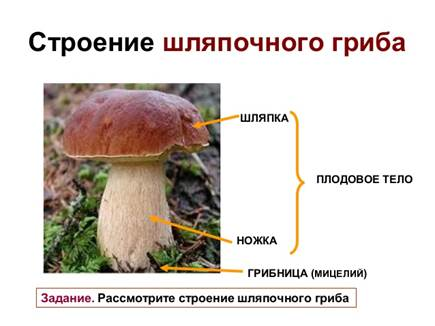 Строение шляпочного гриба
ШЛЯПКА
ПЛОДОВОЕ ТЕЛО
НОЖКА
ГРИБНИЦА (МИЦЕЛИЙ)
Задание. Рассмотрите строение шляпочного гриба